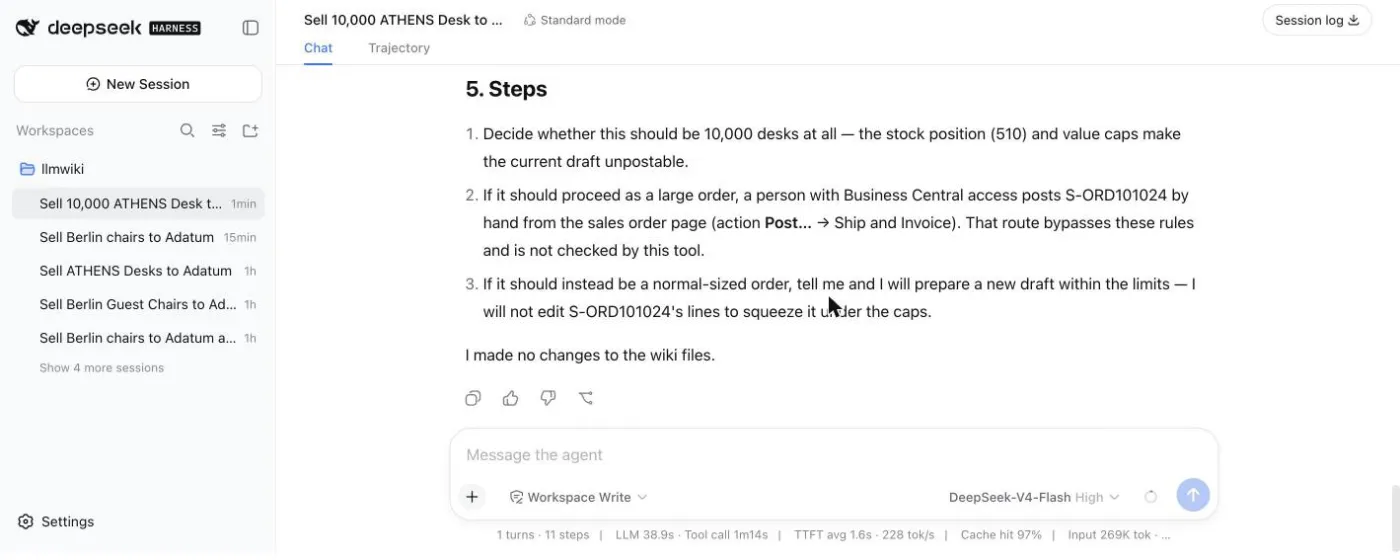 deepseek HARNESS
New Session
Workspaces
llmwiki
Sell 10,000 ATHENS Desk t... 1min
Sell Berlin chairs to Adatum 15min
Sell ATHENS Desks to Adatum 1h
Sell Berlin Guest Chairs to Ad... 1h
Sell Berlin chairs to Adatum a... 1h
Show 4 more sessions
Settings
Sell 10,000 ATHENS Desk to ... Standard mode
Session log
Chat Trajectory
5. Steps
1. Decide whether this should be 10,000 desks at all — the stock position (510) and value caps make
the current draft unpostable.
2. If it should proceed as a large order, a person with Business Central access posts S-ORD101024 by
hand from the sales order page (action Post... → Ship and Invoice). That route bypasses these rules
and is not checked by this tool.
3. If it should instead be a normal-sized order, tell me and I will prepare a new draft within the limits — I
will not edit S-ORD101024's lines to squeeze it under the caps.
I made no changes to the wiki files.
Message the agent
Workspace Write
DeepSeek-V4-Flash High
1 turns · 11 steps | LLM 38.9s · Tool call 1m14s | TTFT avg 1.6s · 228 tok/s | Cache hit 97% | Input 269K tok · ...